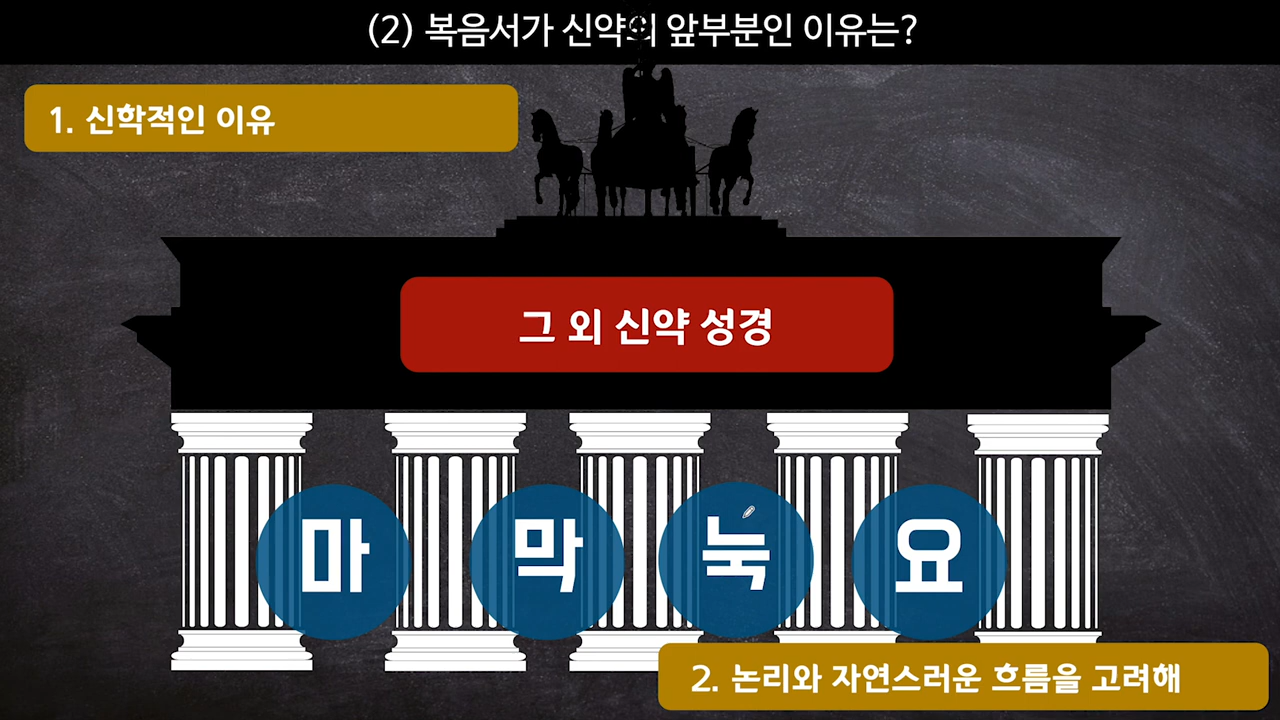 (2) 복음서가 신약의 앞부분인 이유는?
1. 신학적인 이유
그 외 신약 성경
마 막 눅 요
2. 논리와 자연스러운 흐름을 고려해